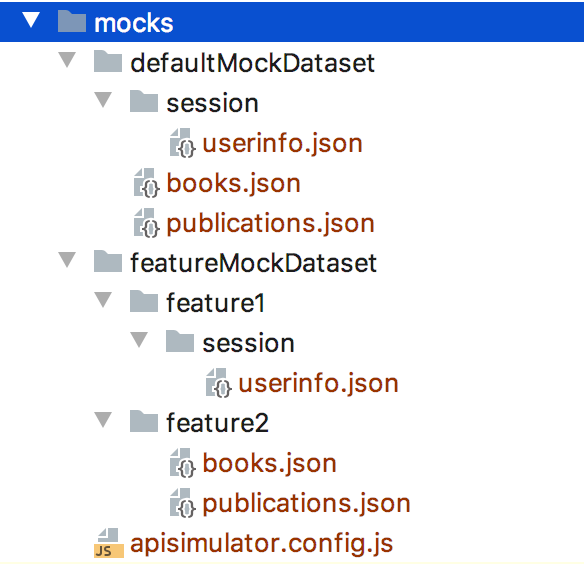 mocks
defaultMockDataset
session
userinfo.json
books.json
publications.json
featureMockDataset
feature1
session
userinfo.json
feature2
books.json
publications.json
JS apisimulator.config.js